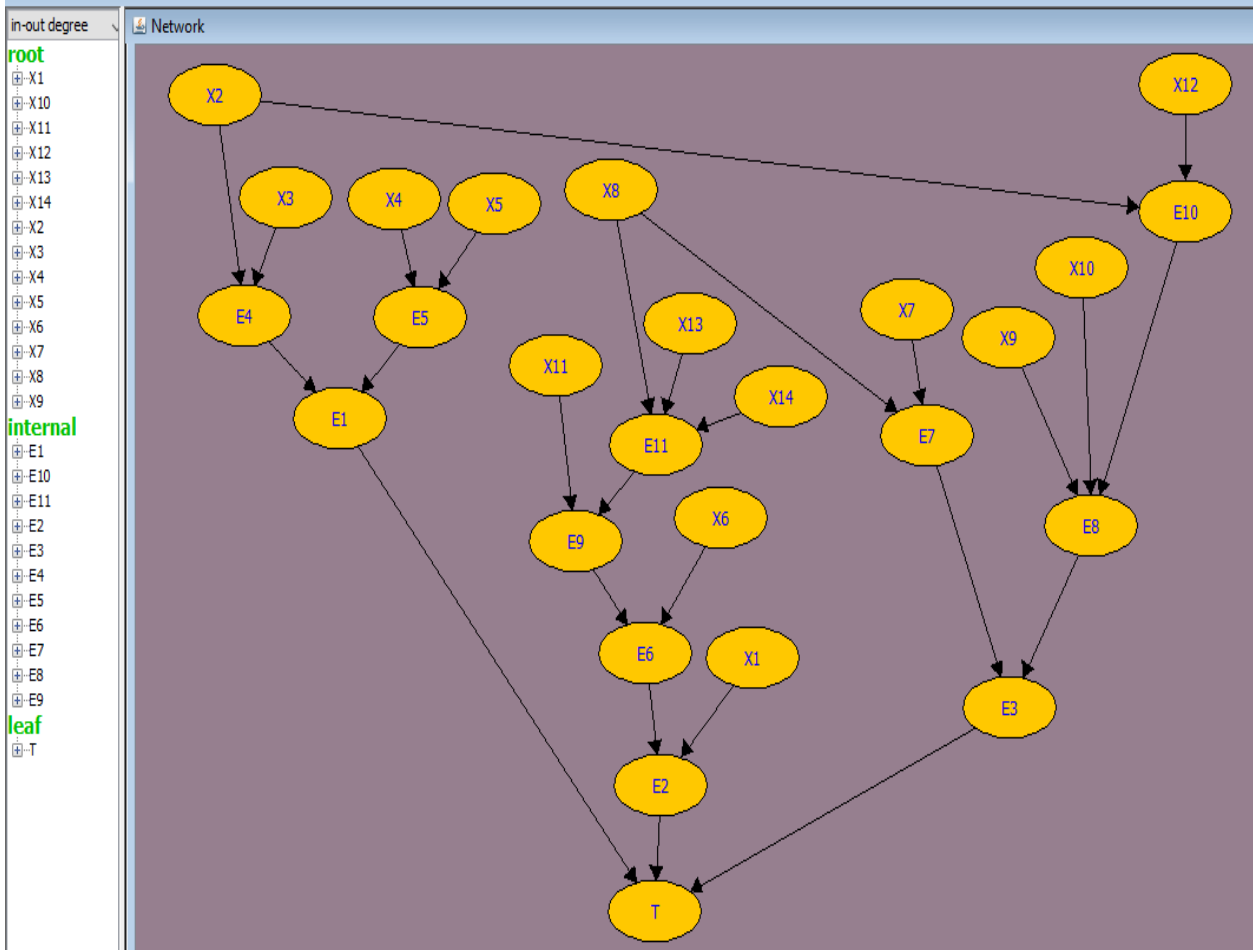 in-out degree
root
X1
X10
X11
X12
X13
X14
X2
X3
X4
X5
X6
X7
X8
X9
internal
E1
E10
E11
E2
E3
E4
E5
E6
E7
E8
E9
leaf
T
Network
X2
X12
X3
X4
X5
X8
E10
X10
E4
E5
X13
X7
X9
X11
X14
E1
E11
E7
X6
E8
E9
E6
X1
E3
E2
T